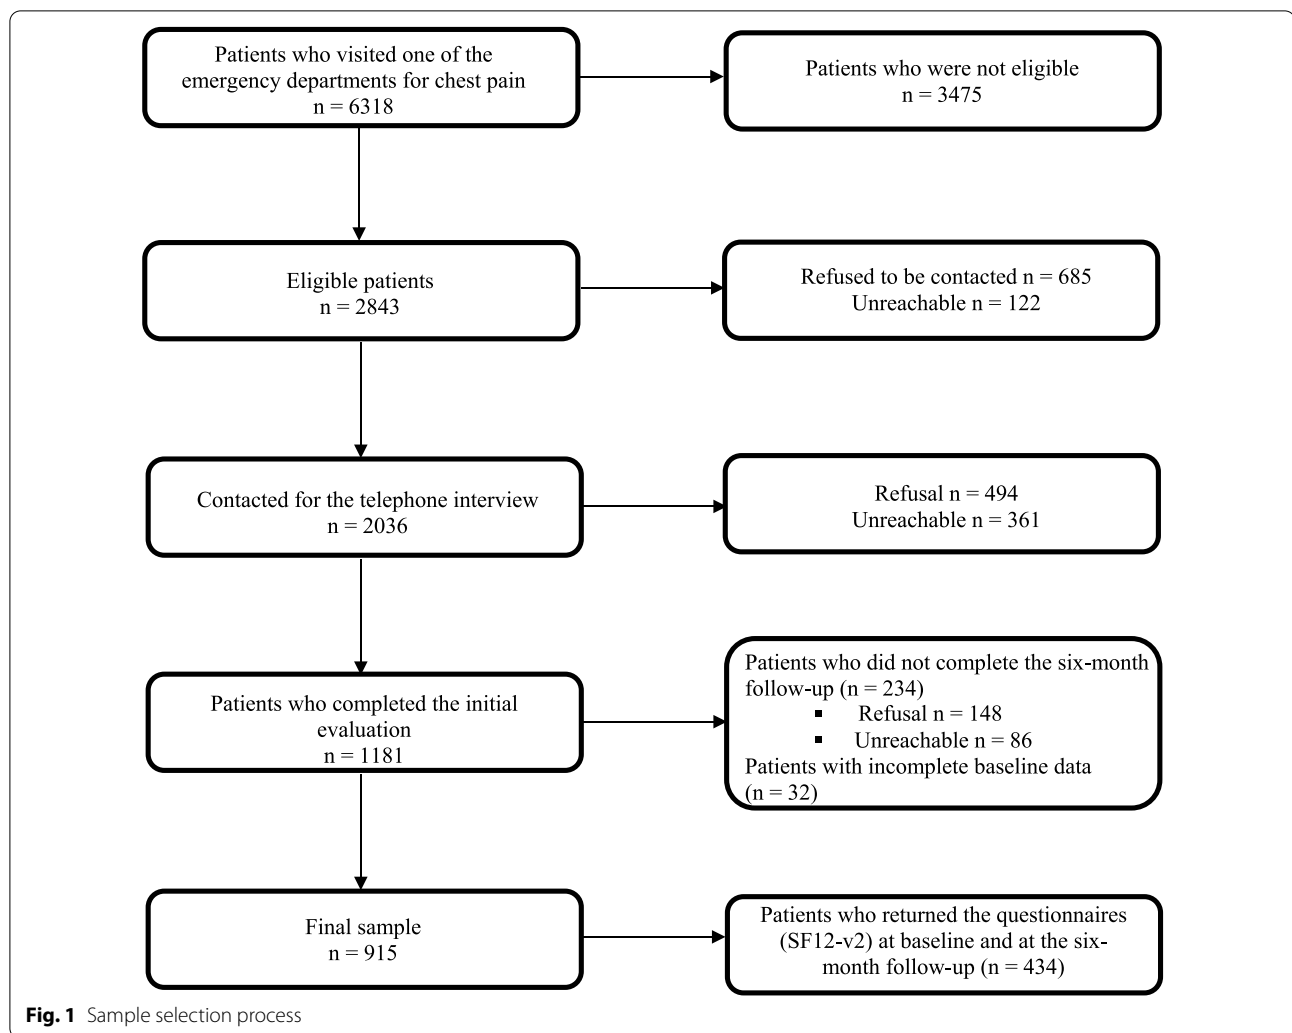 Patients who visited one of the
emergency departments for chest pain
n = 6318
Patients who were not eligible
n = 3475
Eligible patients
n = 2843
Refused to be contacted n = 685
Unreachable n = 122
Contacted for the telephone interview
n = 2036
Refusal n = 494
Unreachable n = 361
Patients who completed the initial
evaluation
n = 1181
Patients who did not complete the six-month
follow-up (n = 234)
▪ Refusal n = 148
▪ Unreachable n = 86
Patients with incomplete baseline data
(n = 32)
Final sample
n = 915
Patients who returned the questionnaires
(SF12-v2) at baseline and at the six-
month follow-up (n = 434)
Fig. 1 Sample selection process